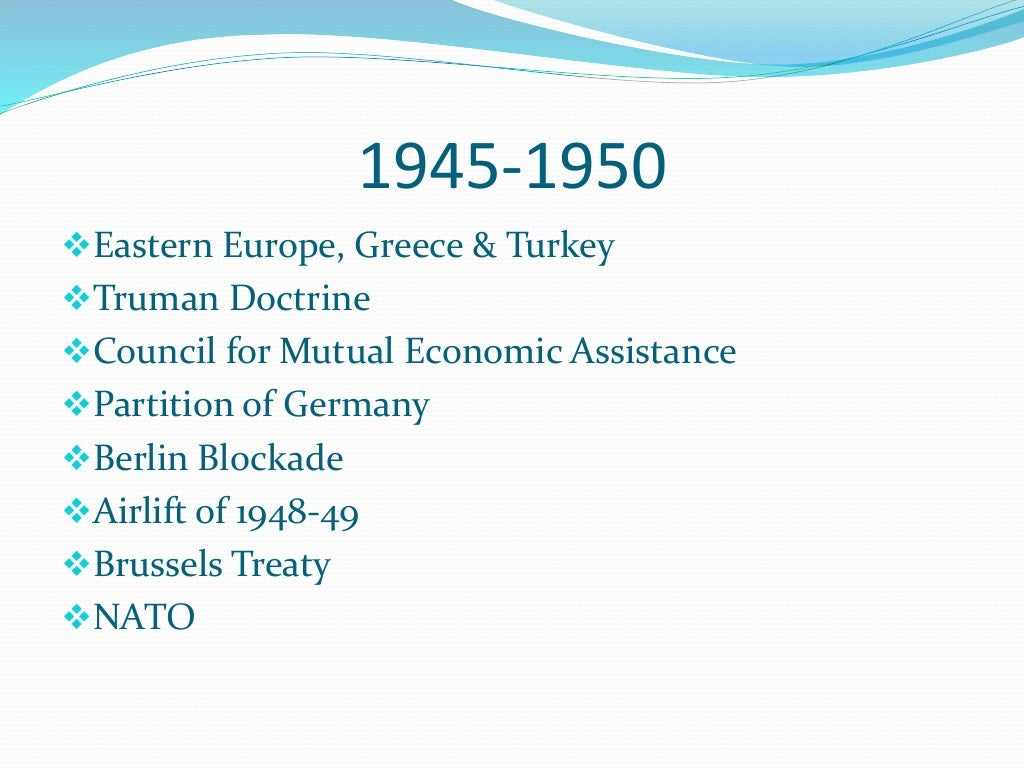 1945-1950
❖Eastern Europe, Greece & Turkey
❖Truman Doctrine
❖Council for Mutual Economic Assistance
❖Partition of Germany
❖Berlin Blockade
❖Airlift of 1948-49
❖Brussels Treaty
❖NATO